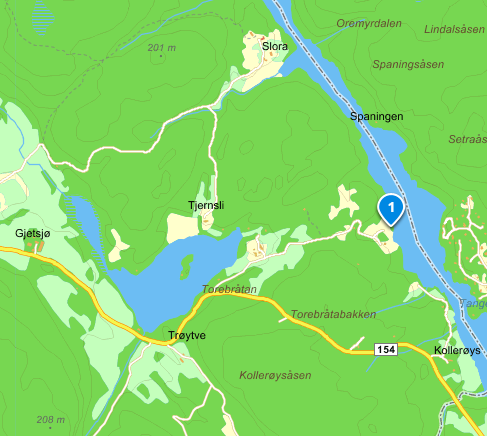 Oremyrdalen
Lindalsåsen
Slora
201 m
Spaningsåsen
Spaningen
Setraås
Tjernsli
1
Gjetsjø
Torebråtan
Tange
Torebråtabakken
Trøytve
154
Kollerøys
Kollerøysåsen
208 m